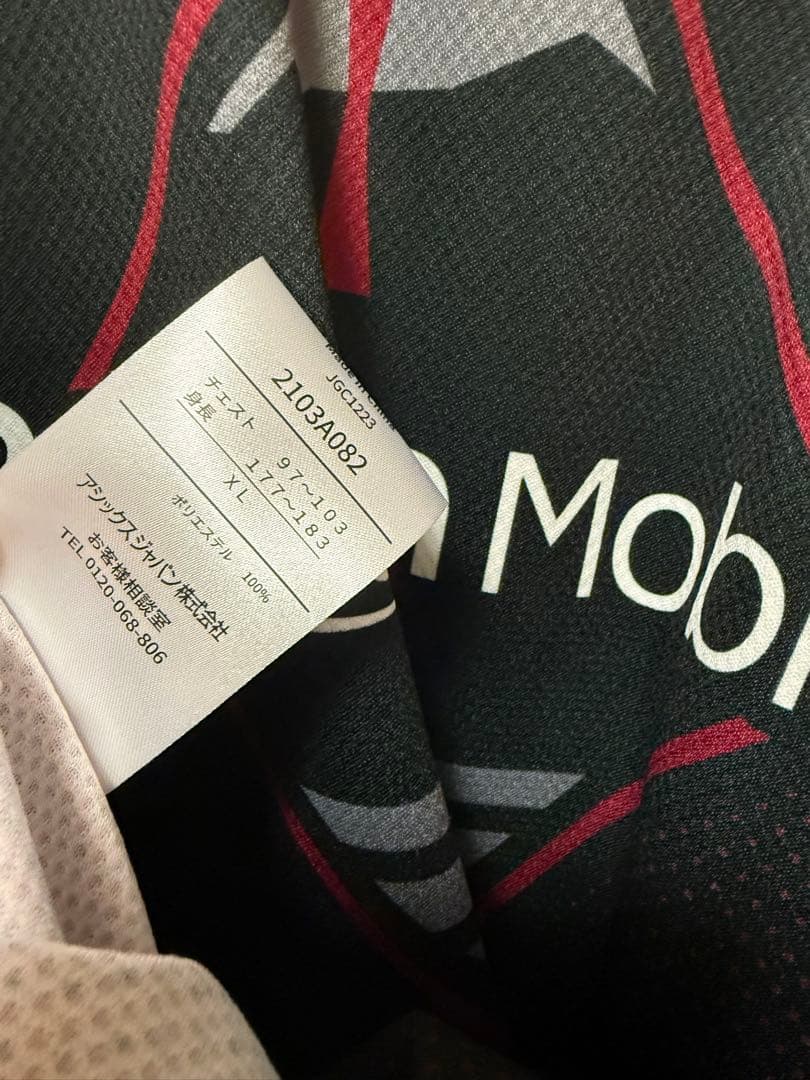 JGC1223
2103A082
チェスト 97~103
身長 177~183
XL
ポリエステル 100%
アシックスジャパン株式会社
お客様相談室
TEL 0120-068-806
n Mobi